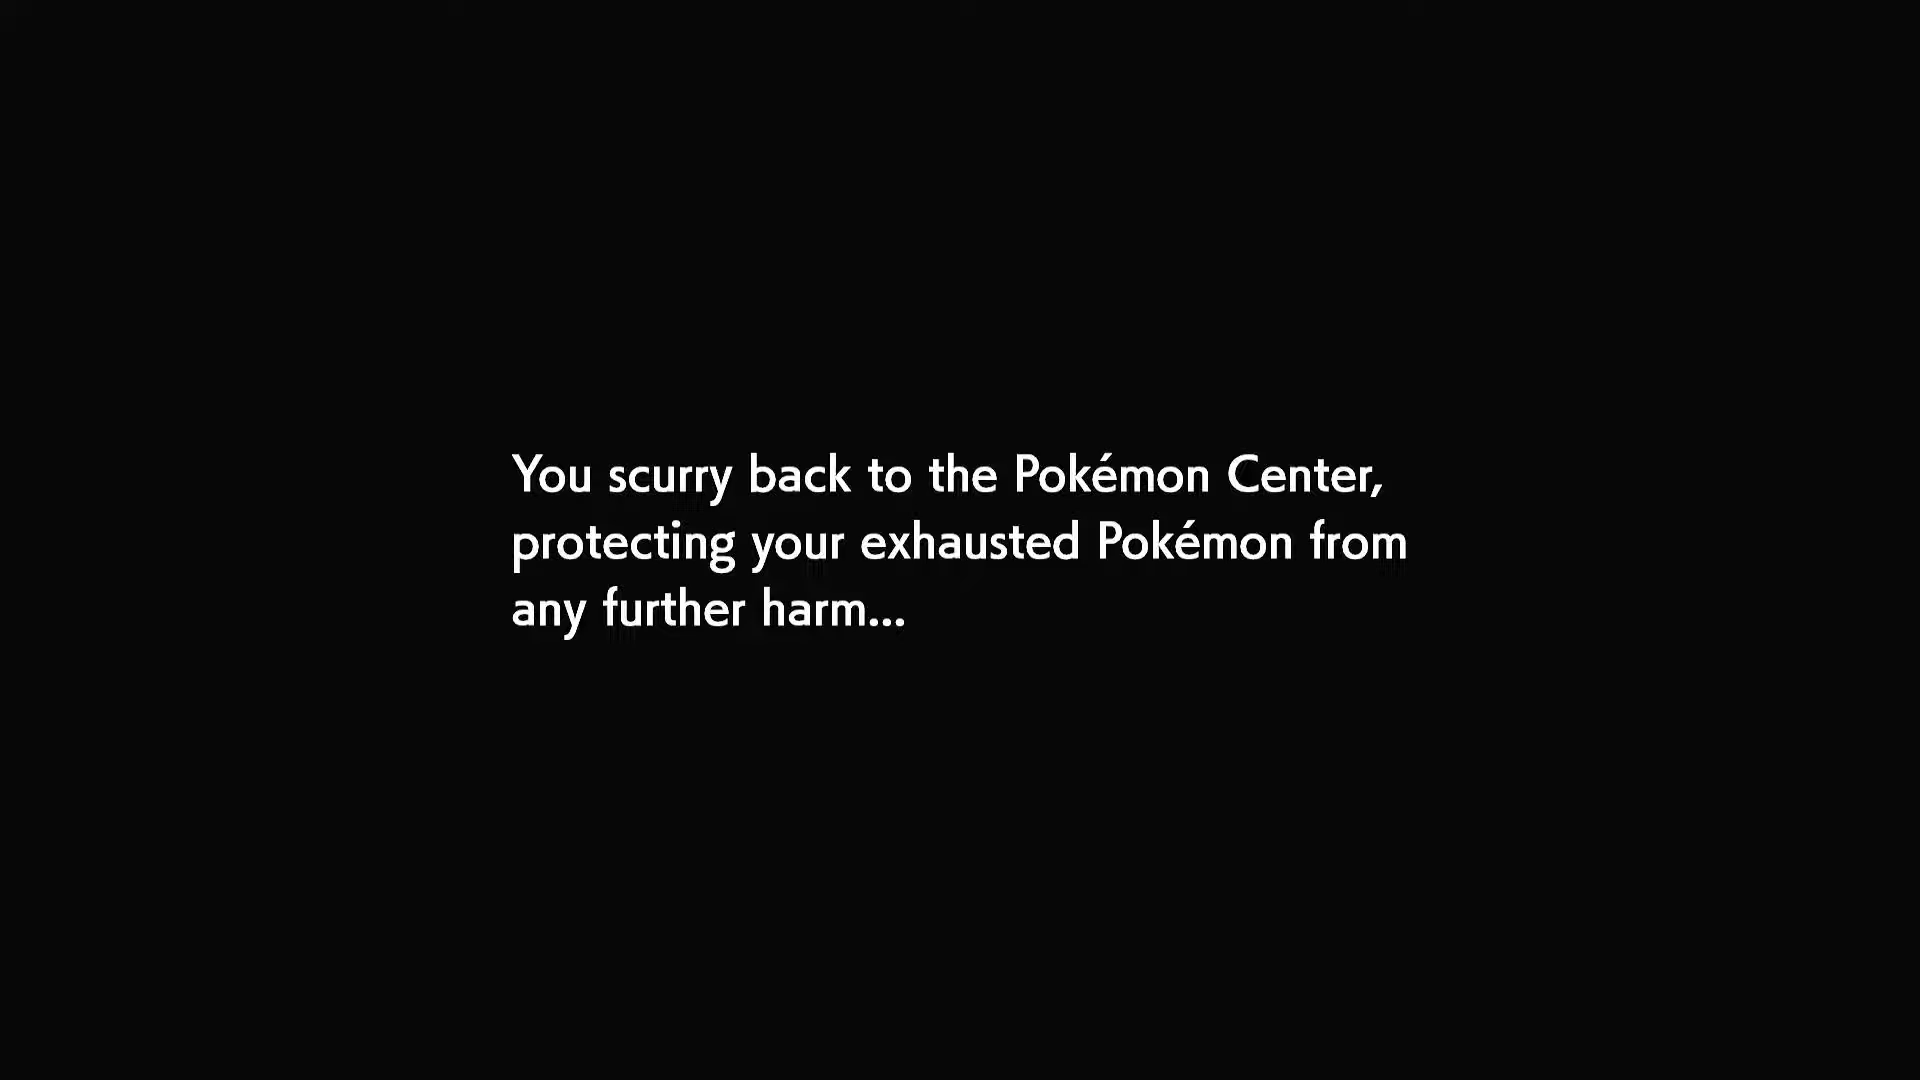 You scurry back to the Pokémon Center,
protecting your exhausted Pokémon from
any further harm...